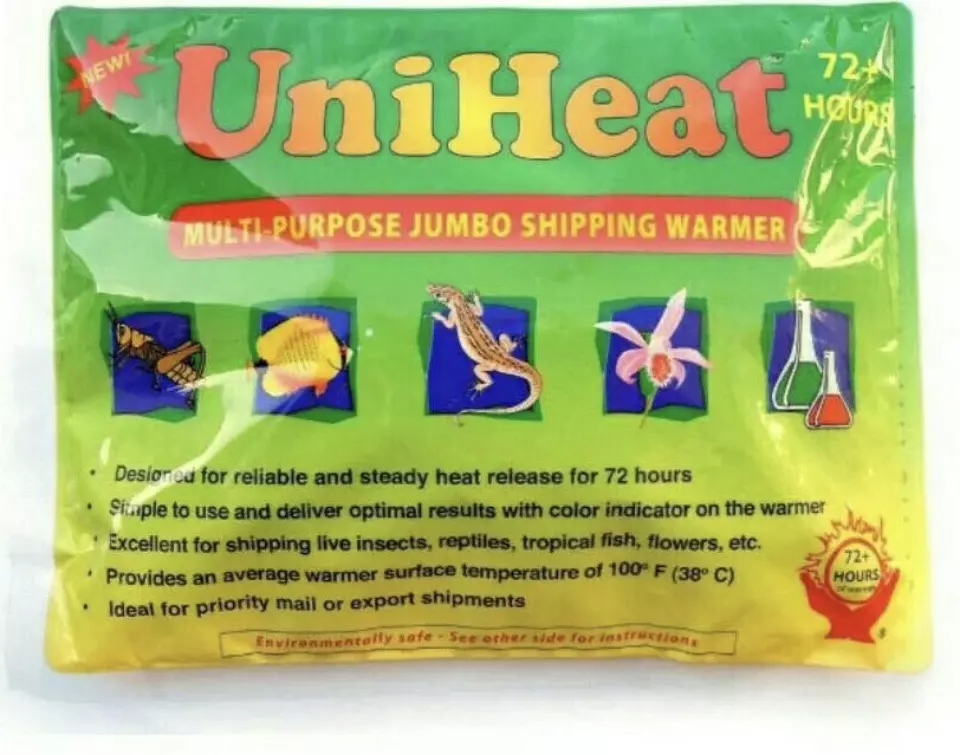 NEW!
UniHeat
72+
HOURS
MULTI-PURPOSE JUMBO SHIPPING WARMER
• Designed for reliable and steady heat release for 72 hours
• Simple to use and deliver optimal results with color indicator on the warmer
• Excellent for shipping live insects, reptiles, tropical fish, flowers, etc.
• Provides an average warmer surface temperature of 100° F (38° C)
• Ideal for priority mail or export shipments
72+
HOURS
®
Environmentally safe - See other side for instructions